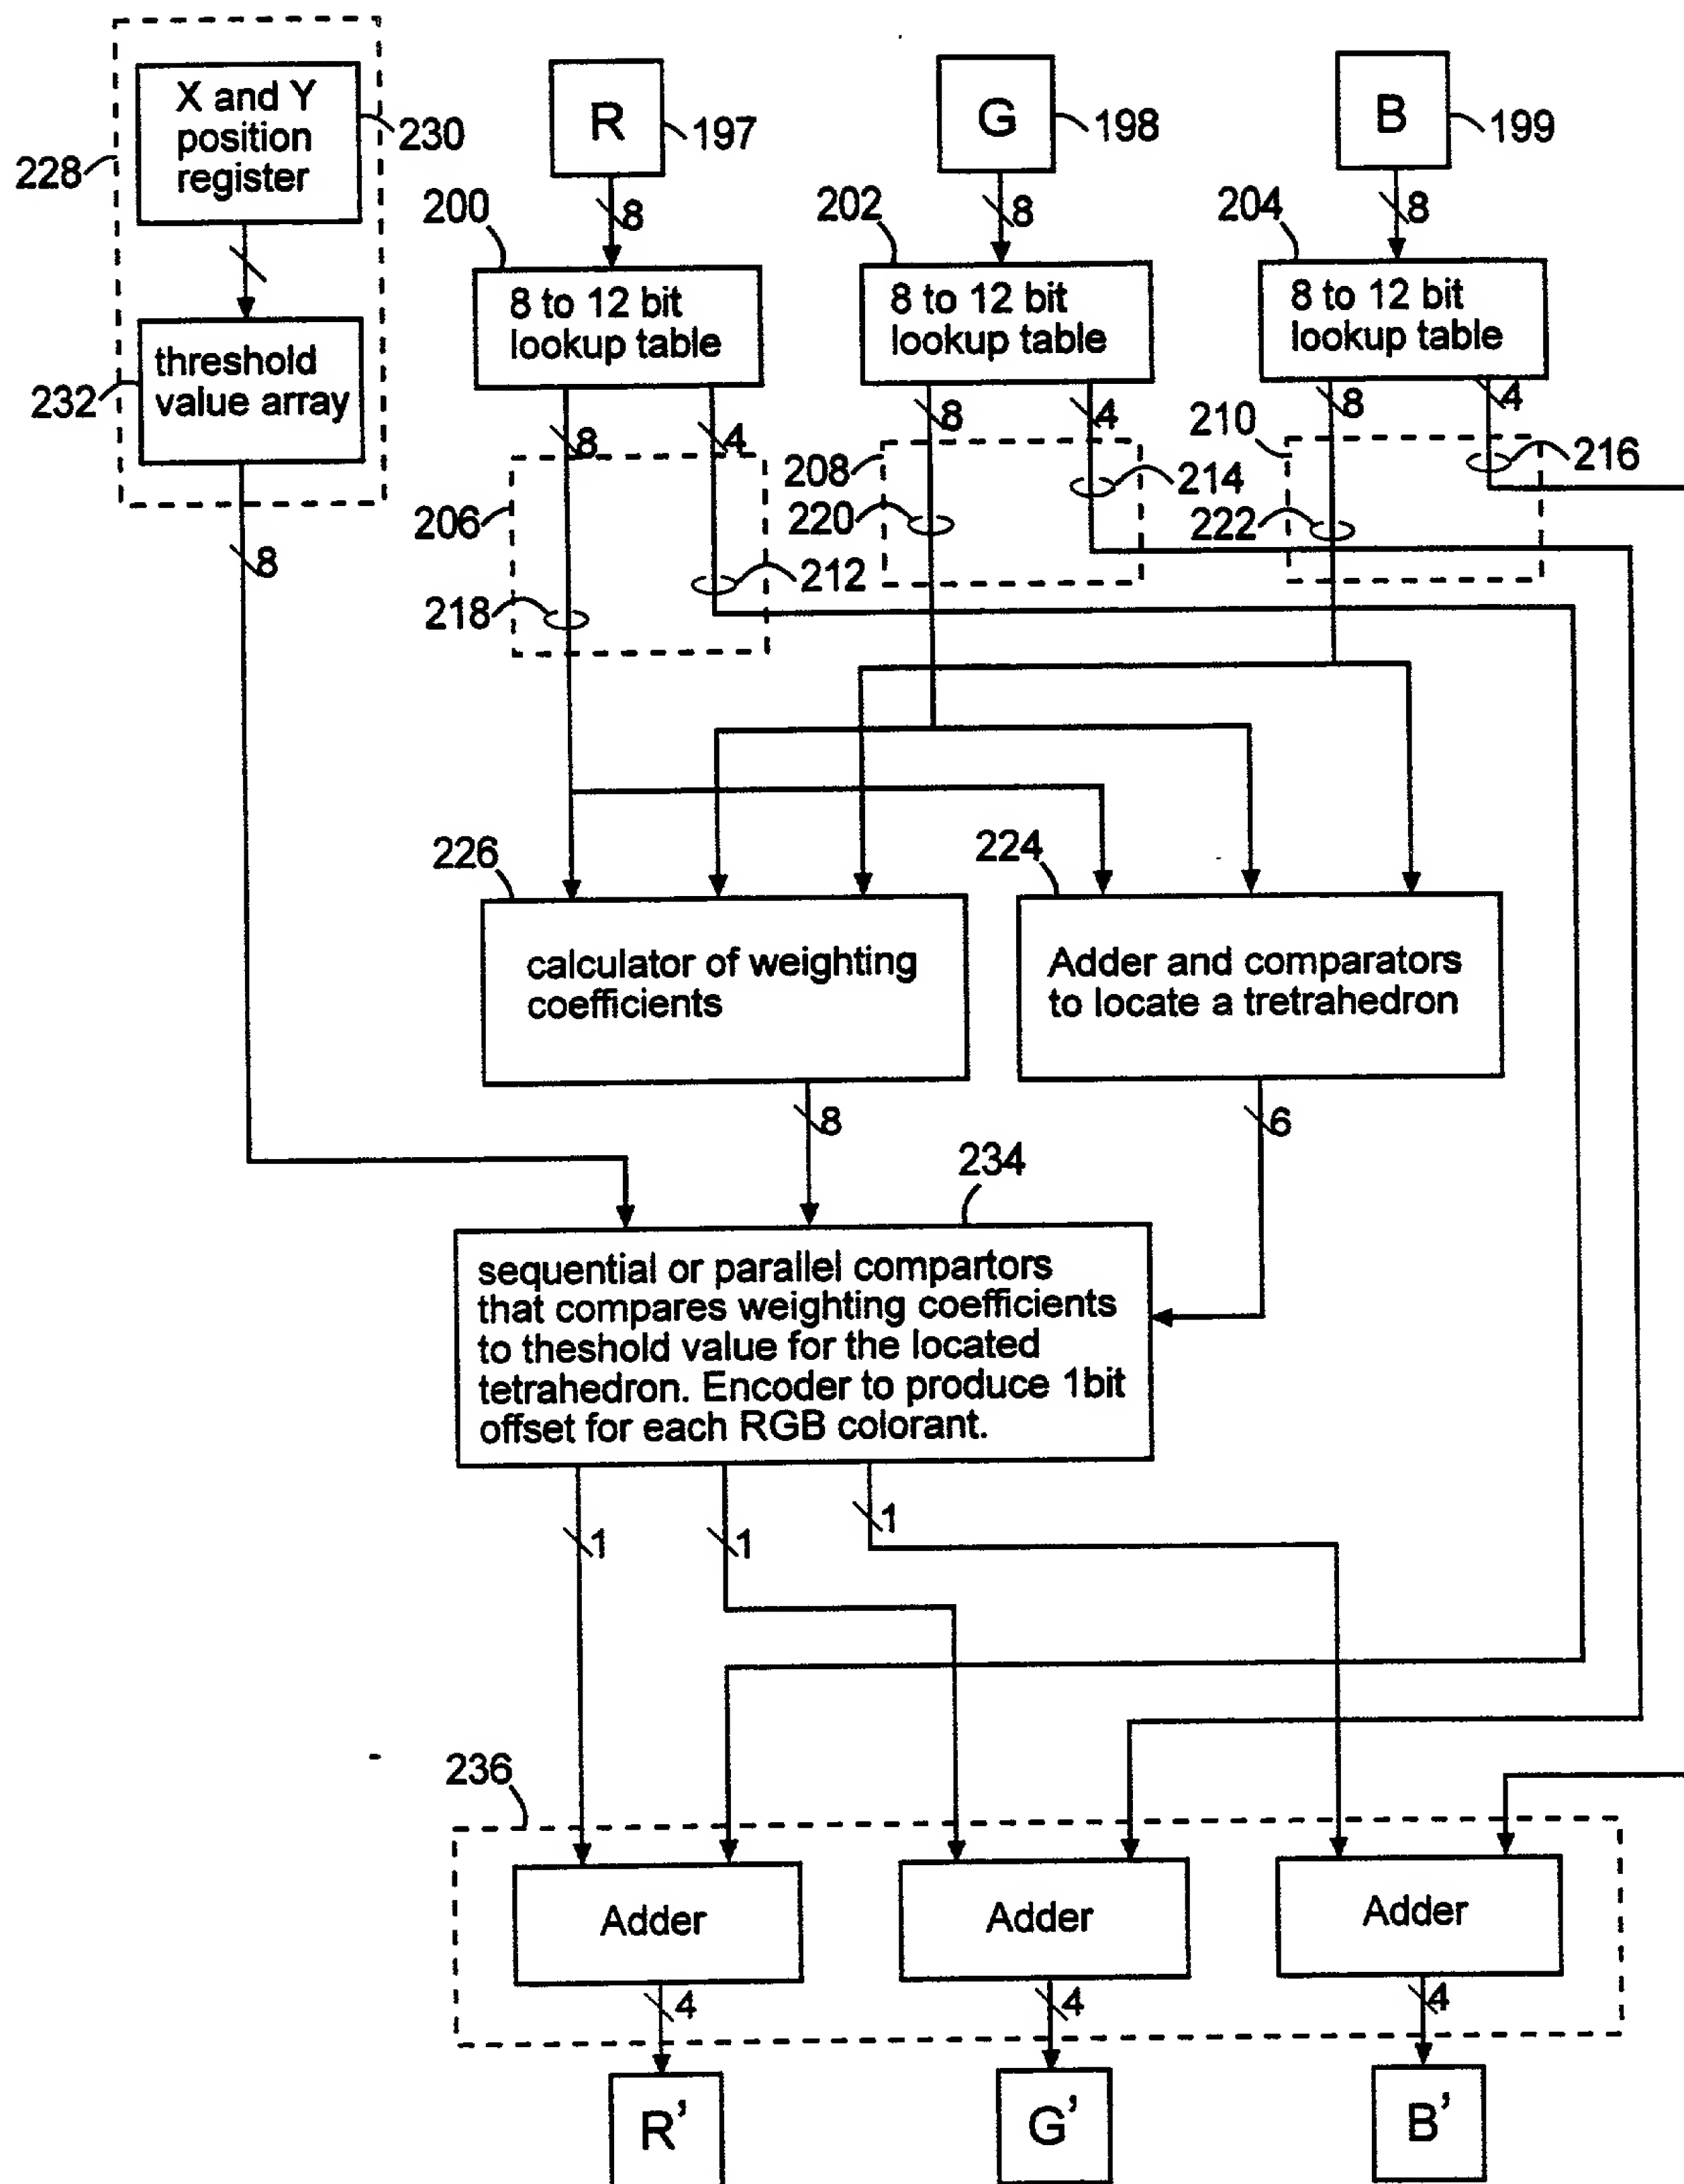 X and Y
position
register
230
228
R
197
G
198
B
199
8
8
8
200
202
204
8 to 12 bit
lookup table
8 to 12 bit
lookup table
8 to 12 bit
lookup table
threshold
value array
232
8
4
8
4
8
4
8
206
208
210
212
214
216
218
220
222
226
224
calculator of weighting
coefficients
Adder and comparators
to locate a tretrahedron
8
6
234
sequential or parallel compartors
that compares weighting coefficients
to theshold value for the located
tetrahedron. Encoder to produce 1bit
offset for each RGB colorant.
1
1
1
236
Adder
Adder
Adder
4
4
4
R'
G'
B'